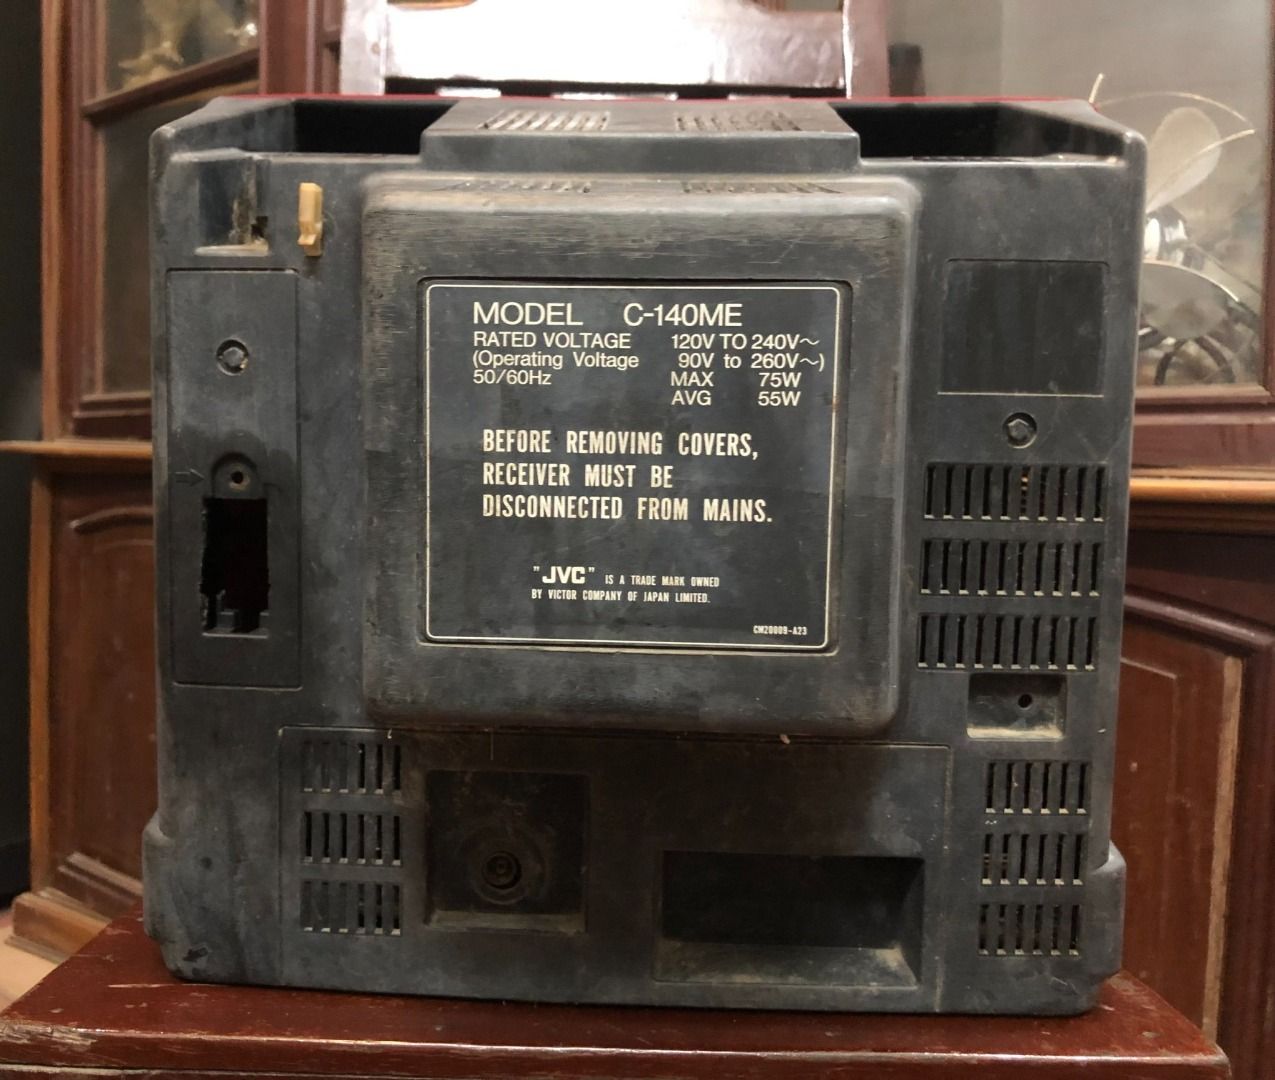 MODEL C-140ME
RATED VOLTAGE 120V TO 240V~
(Operating Voltage 90V to 260V~)
50/60Hz MAX 75W
AVG 55W
BEFORE REMOVING COVERS,
RECEIVER MUST BE
DISCONNECTED FROM MAINS.
"JVC" IS A TRADE MARK OWNED
BY VICTOR COMPANY OF JAPAN LIMITED.
CM20009-A23